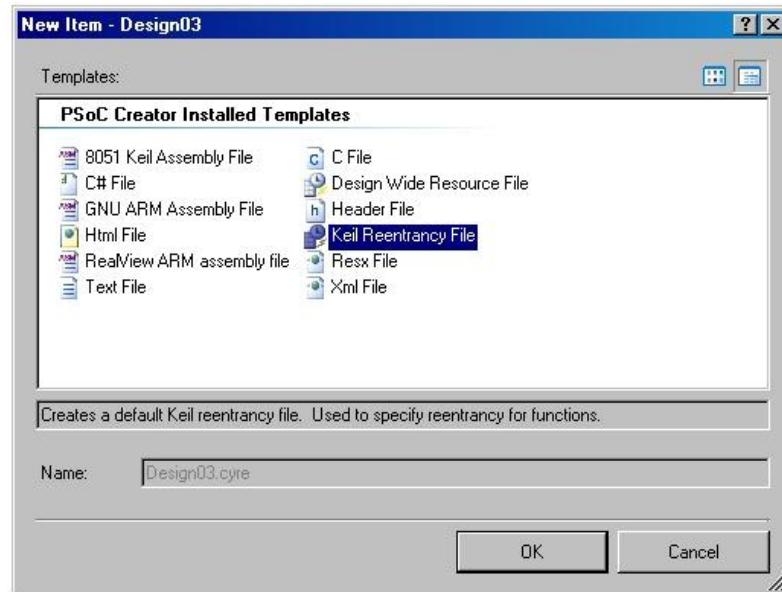 New Item - Design03
Templates:
PSoC Creator Installed Templates
8051 Keil Assembly File
C# File
GNU ARM Assembly File
Html File
RealView ARM assembly file
Text File
C File
Design Wide Resource File
Header File
Keil Reentrancy File
Resx File
Xml File
Creates a default Keil reentrancy file. Used to specify reentrancy for functions.
Name: Design03.cyre
OK Cancel